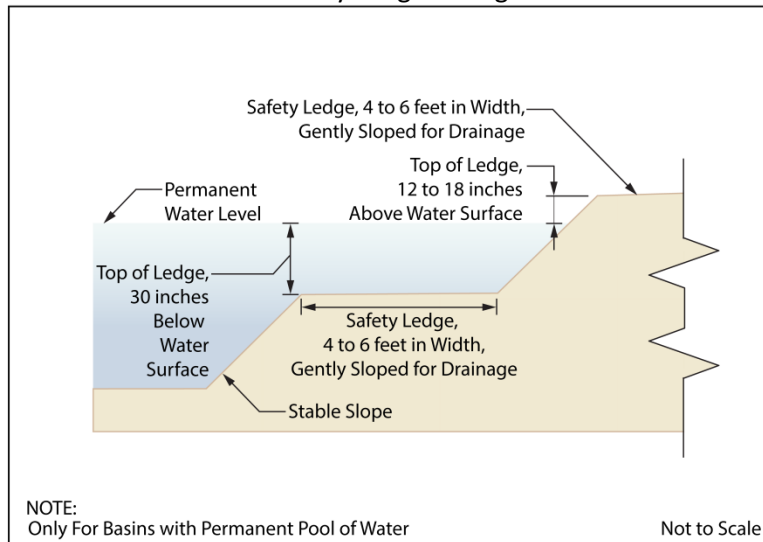 Safety Ledge, 4 to 6 feet in Width,
Gently Sloped for Drainage
Top of Ledge,
12 to 18 inches
Above Water Surface
Permanent
Water Level
Top of Ledge,
30 inches
Below
Water
Surface
Safety Ledge,
4 to 6 feet in Width,
Gently Sloped for Drainage
Stable Slope
NOTE:
Only For Basins with Permanent Pool of Water
Not to Scale